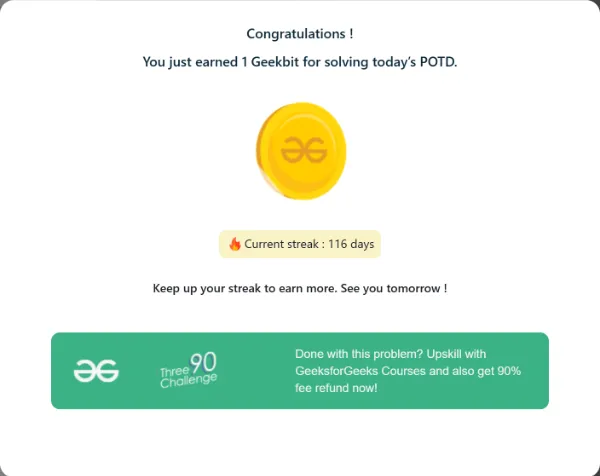 Congratulations !
You just earned 1 Geekbit for solving today's POTD.
Current streak : 116 days
Keep up your streak to earn more. See you tomorrow !
Three 90
Challenge
Done with this problem? Upskill with
GeeksforGeeks Courses and also get 90%
fee refund now!